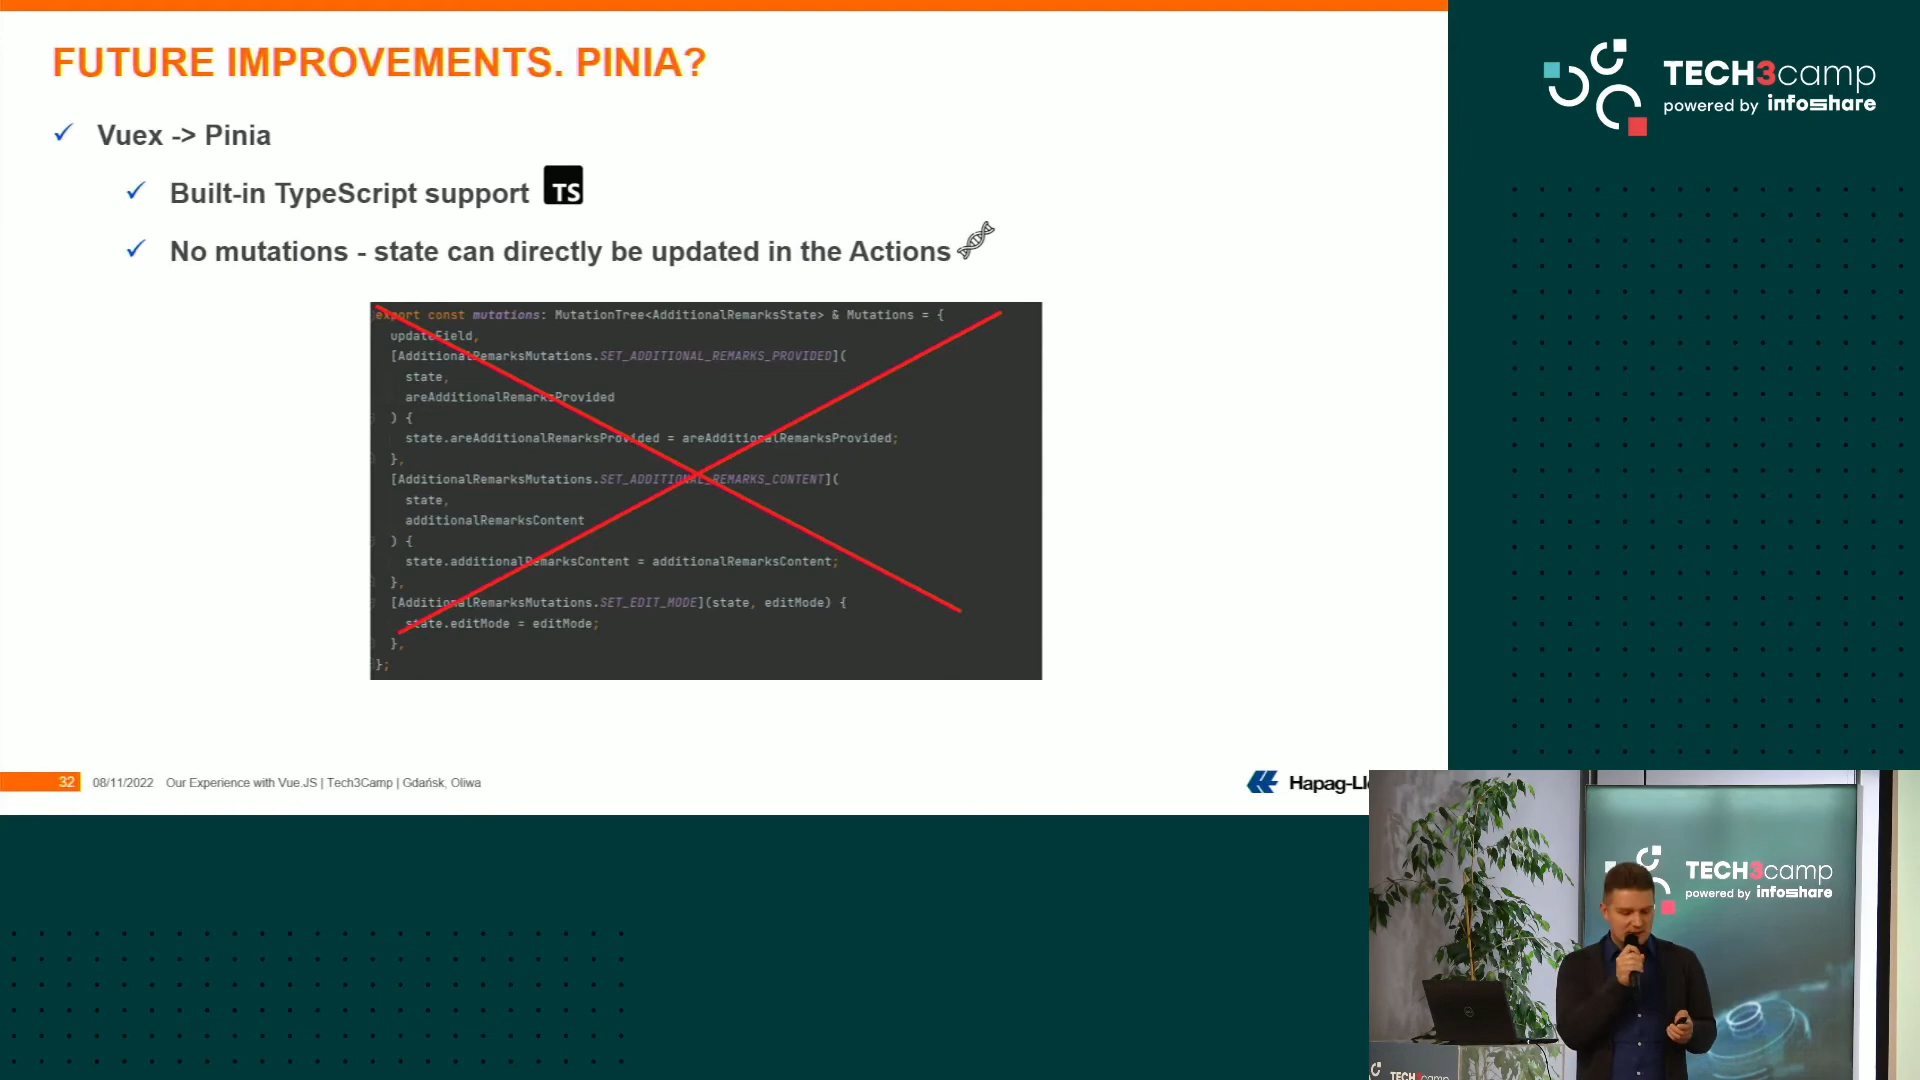 FUTURE IMPROVEMENTS. PINIA?
✓ Vuex -> Pinia
✓ Built-in TypeScript support TS
✓ No mutations - state can directly be updated in the Actions
export const mutations: MutationTree<AdditionalRemarksState> & Mutations = {
updateField,
[AdditionalRemarksMutations.SET_ADDITIONAL_REMARKS_PROVIDED](
state,
areAdditionalRemarksProvided
) {
state.areAdditionalRemarksProvided = areAdditionalRemarksProvided;
},
[AdditionalRemarksMutations.SET_ADDITIONAL_REMARKS_CONTENT](
state,
additionalRemarksContent
) {
state.additionalRemarksContent = additionalRemarksContent;
},
[AdditionalRemarksMutations.SET_EDIT_MODE](state, editMode) {
state.editMode = editMode;
},
};
32 08/11/2022 Our Experience with Vue.JS | Tech3Camp | Gdańsk, Oliwa
Hapag-Ll
TECH3camp
powered by infoshare
TECH3camp
powered by infoshare
TECH3camp